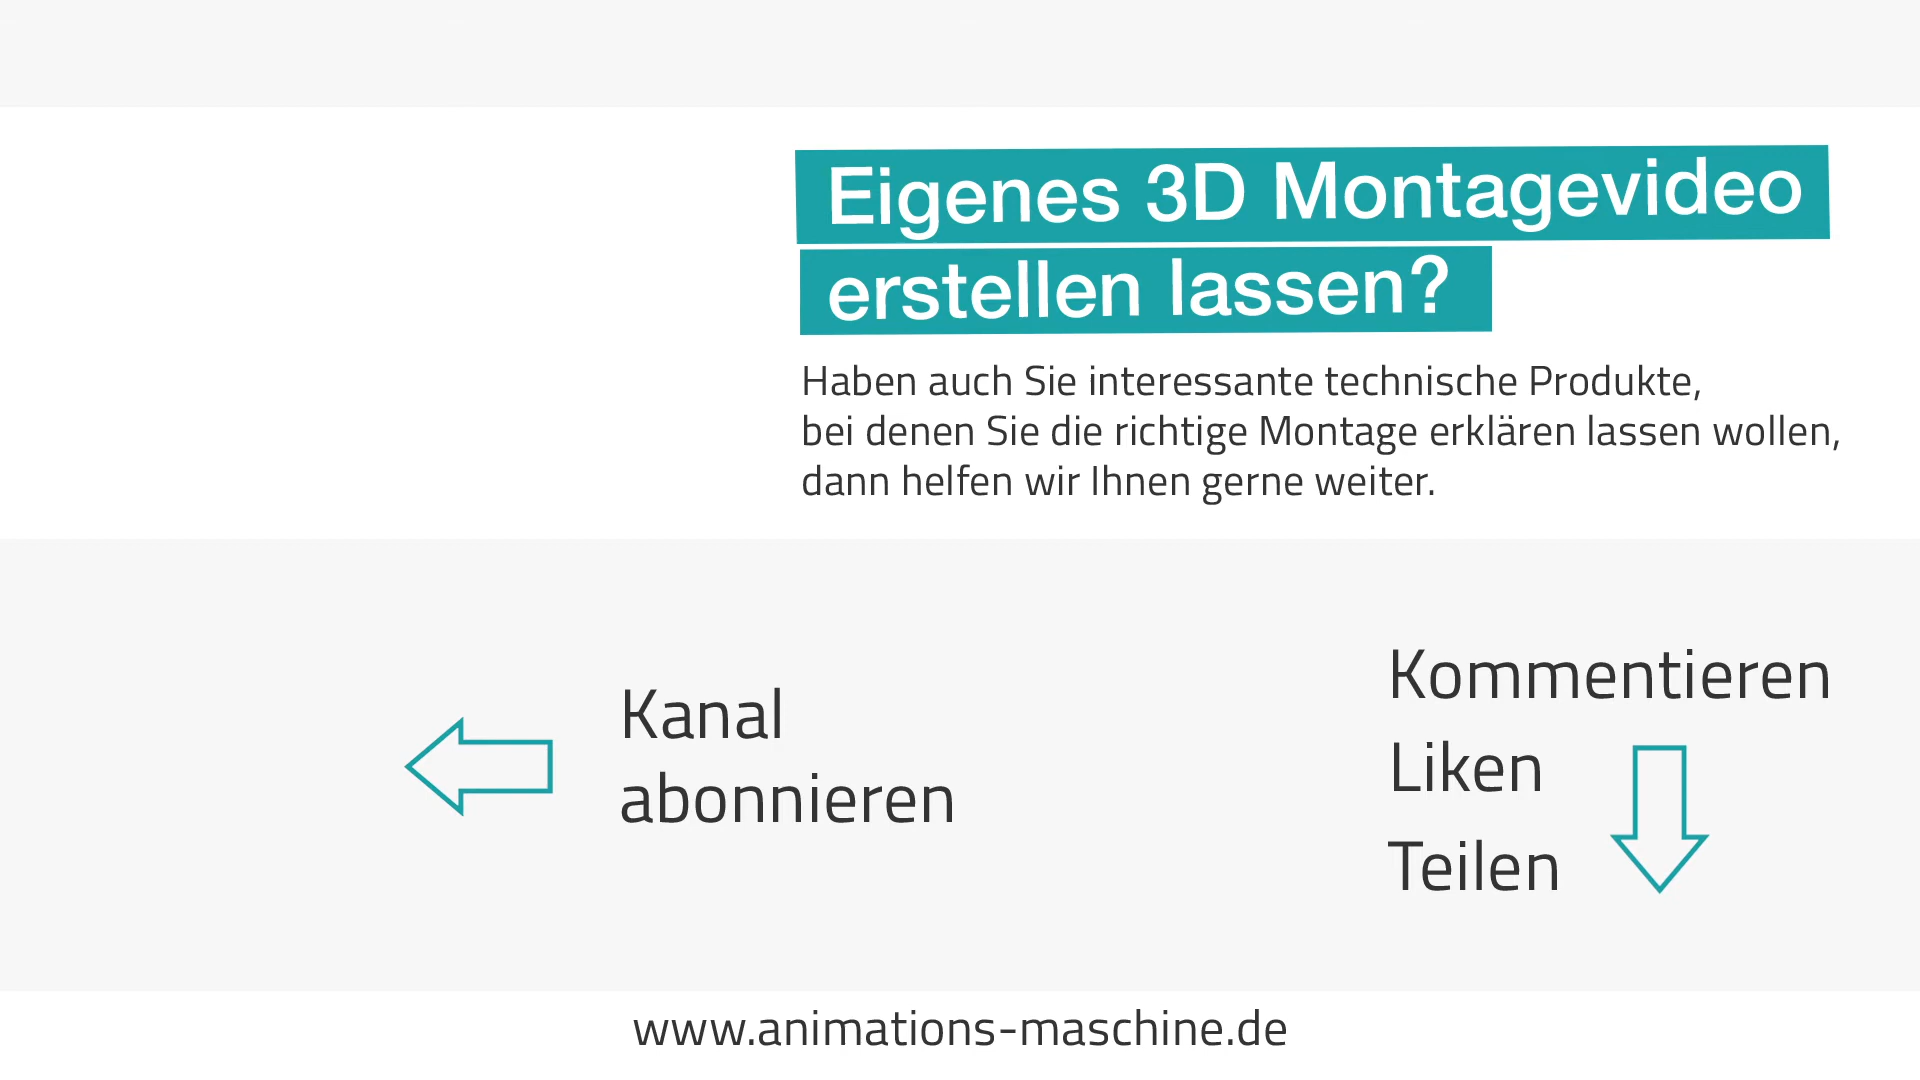 Eigenes 3D Montagevideo
erstellen lassen?
Haben auch Sie interessante technische Produkte,
bei denen Sie die richtige Montage erklären lassen wollen,
dann helfen wir Ihnen gerne weiter.
Kanal
abonnieren
Kommentieren
Liken
Teilen
www.animations-maschine.de